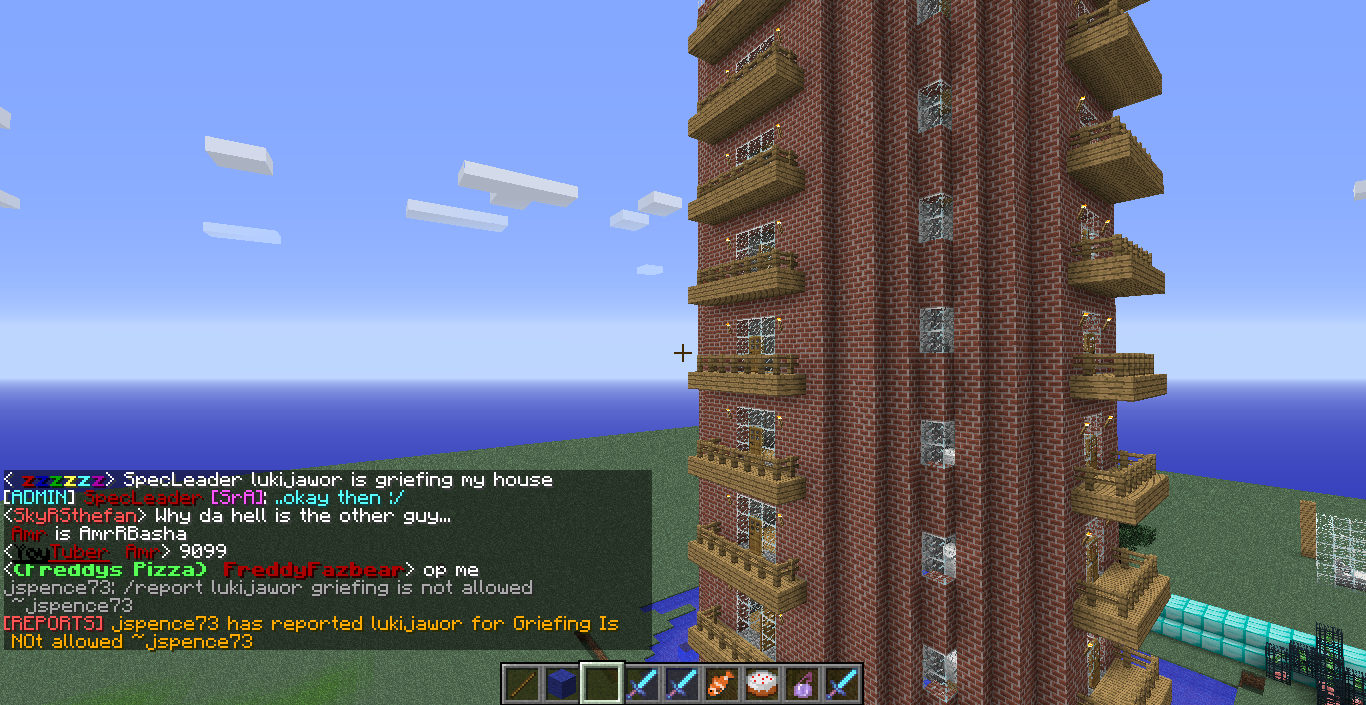 < zzzzzz> SpecLeader lukijawor is griefing my house
[ADMIN] SpecLeader [SrA]: ..okay then :/
<SkyRSthefan> Why da hell is the other guy...
Amr is AmrRBasha
<YouTuber Amr> 9099
<(Freddys Pizza) FreddyFazbear> op me
jspence73: /report lukijawor griefing is not allowed
~jspence73
[REPORTS] jspence73 has reported lukijawor for Griefing Is
NOt allowed ~jspence73